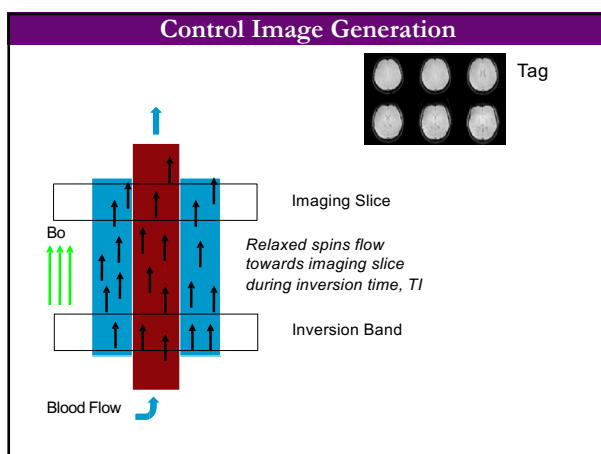 Control Image Generation
Tag
Imaging Slice
Bo
Relaxed spins flow
towards imaging slice
during inversion time, TI
Inversion Band
Blood Flow